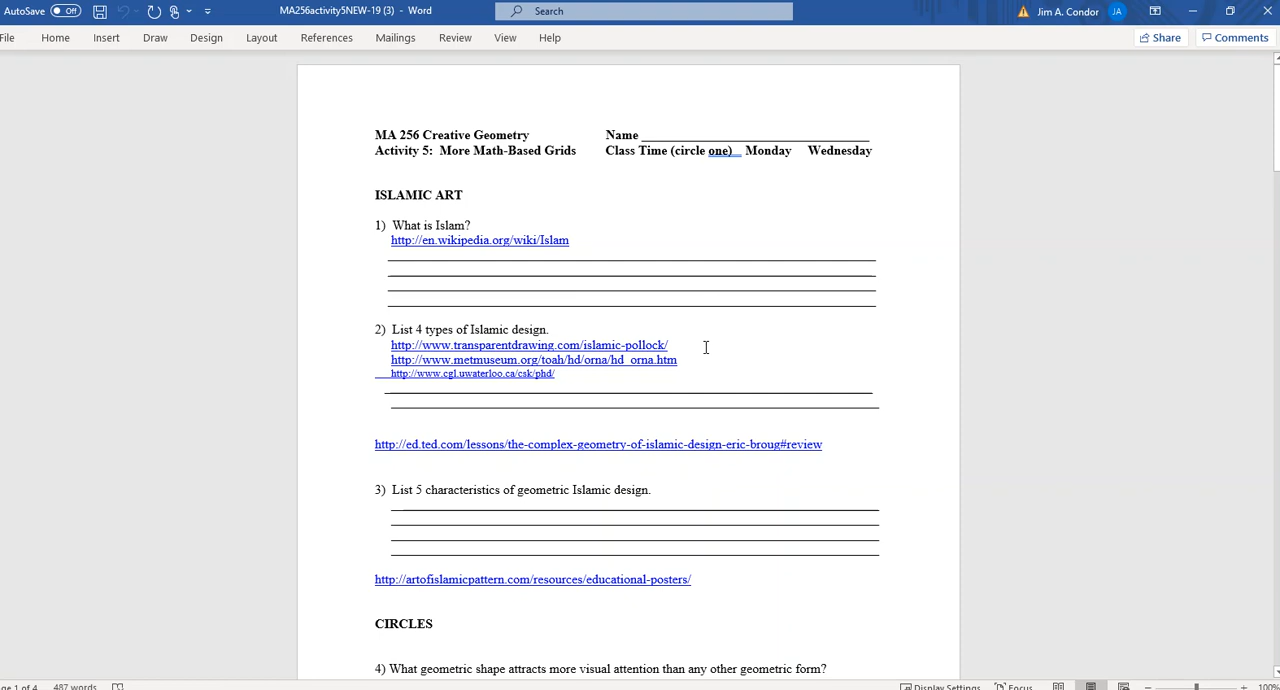 AutoSave Off MA256activity5NEW-19 (3) - Word Search Jim A. Condor JA
File Home Insert Draw Design Layout References Mailings Review View Help Share Comments
MA 256 Creative Geometry Name
Activity 5: More Math-Based Grids Class Time (circle one) Monday Wednesday
ISLAMIC ART
1) What is Islam?
http://en.wikipedia.org/wiki/Islam
2) List 4 types of Islamic design.
http://www.transparentdrawing.com/islamic-pollock/
http://www.metmuseum.org/toah/hd/orna/hd_orna.htm
http://www.cgl.uwaterloo.ca/csk/phd/
http://ed.ted.com/lessons/the-complex-geometry-of-islamic-design-eric-broug#review
3) List 5 characteristics of geometric Islamic design.
http://artofislamicpattern.com/resources/educational-posters/
CIRCLES
4) What geometric shape attracts more visual attention than any other geometric form?
age 1 of 4 487 words Display Settings Focus 100%